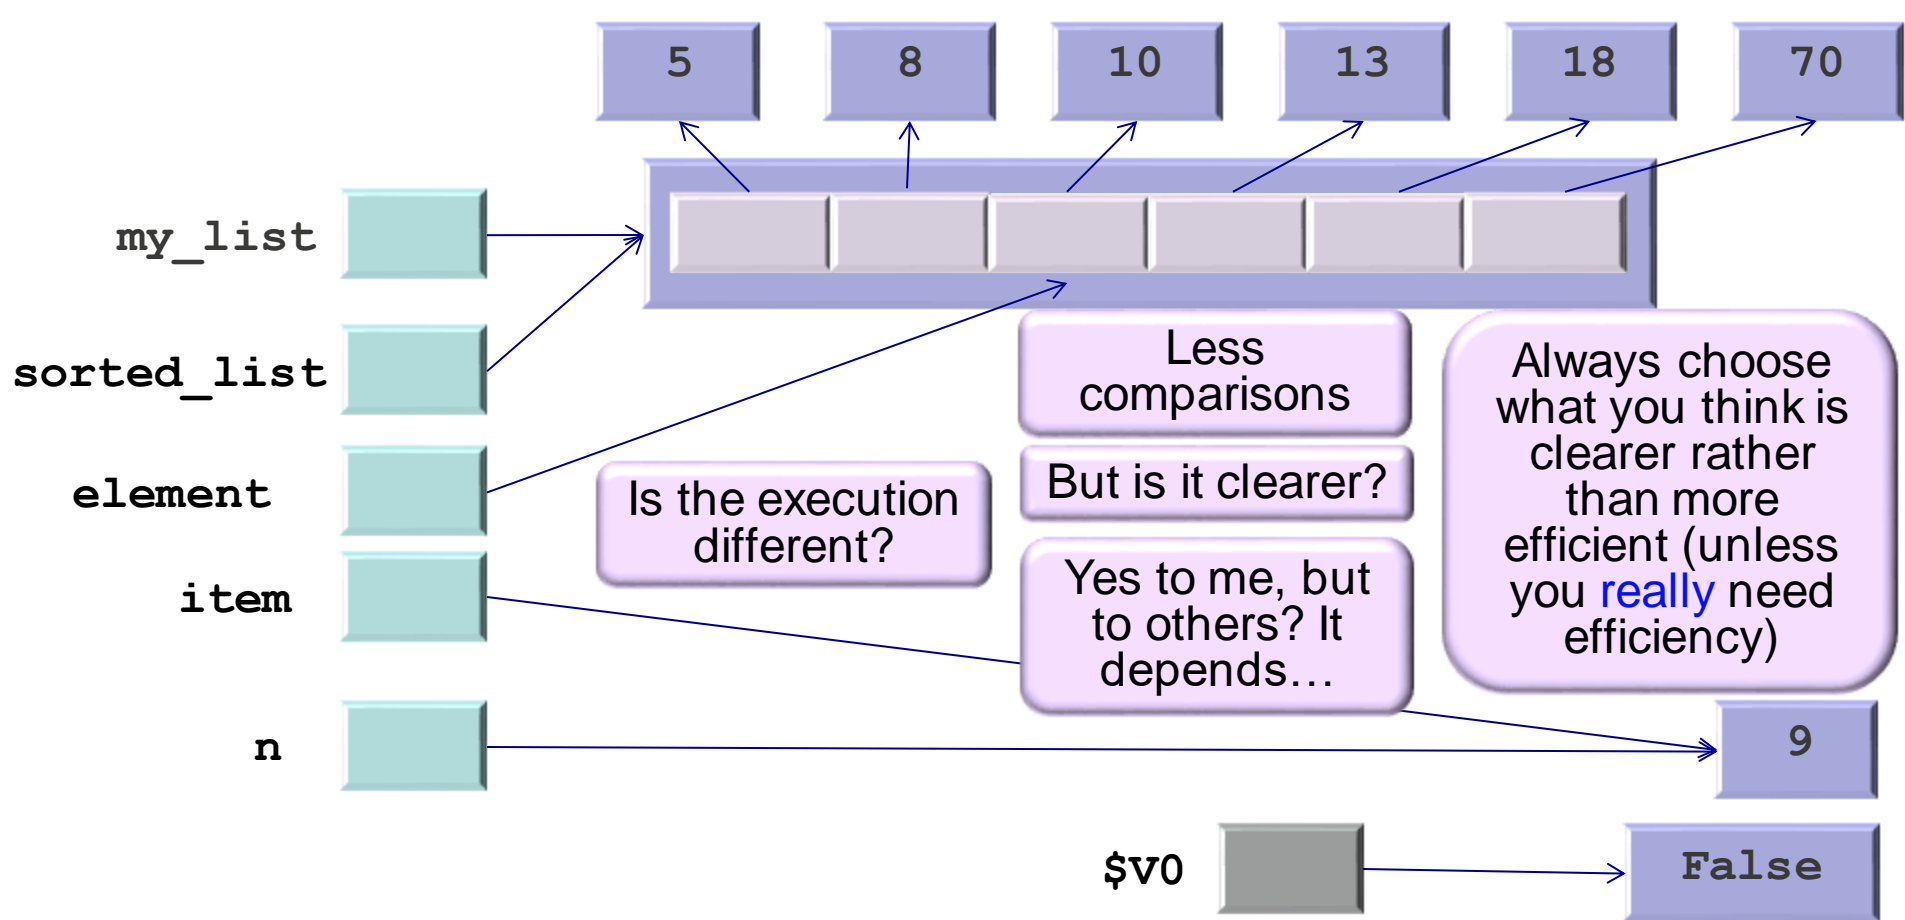 5 8 10 13 18 70
my_list
sorted_list
element
item
n
Less
comparisons
But is it clearer?
Is the execution
different?
Yes to me, but
to others? It
depends…
Always choose
what you think is
clearer rather
than more
efficient (unless
you really need
efficiency)
9
$v0
False